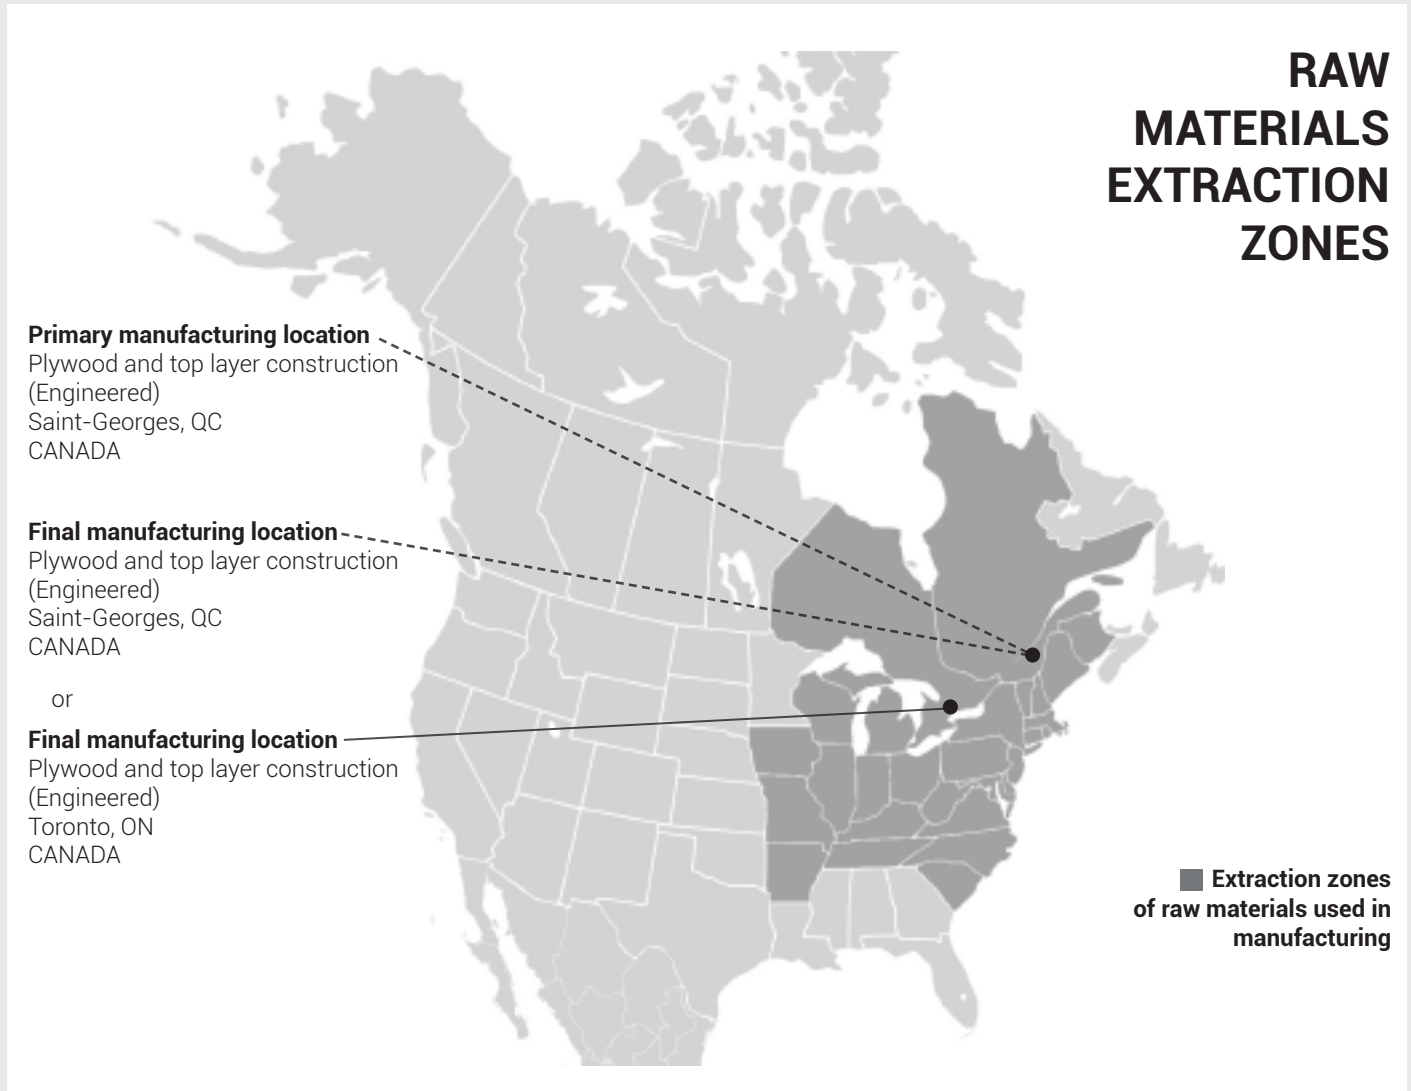 RAW
MATERIALS
EXTRACTION
ZONES
Primary manufacturing location
Plywood and top layer construction
(Engineered)
Saint-Georges, QC
CANADA
Final manufacturing location
Plywood and top layer construction
(Engineered)
Saint-Georges, QC
CANADA
or
Final manufacturing location
Plywood and top layer construction
(Engineered)
Toronto, ON
CANADA
Extraction zones
of raw materials used in
manufacturing